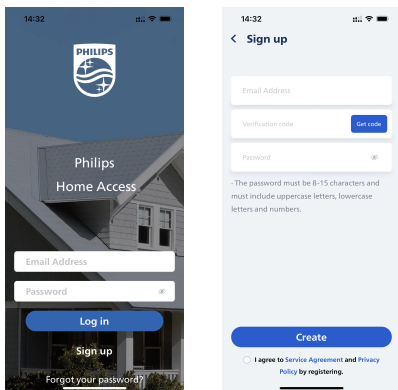 14:32
PHILIPS
Philips
Home Access
Email Address
Password
Log in
Sign up
Forgot your password?
14:32
Sign up
Email Address
Verification code
Get code
Password
- The password must be 8-15 characters and
must include uppercase letters, lowercase
letters and numbers.
Create
I agree to Service Agreement and Privacy
Policy by registering.